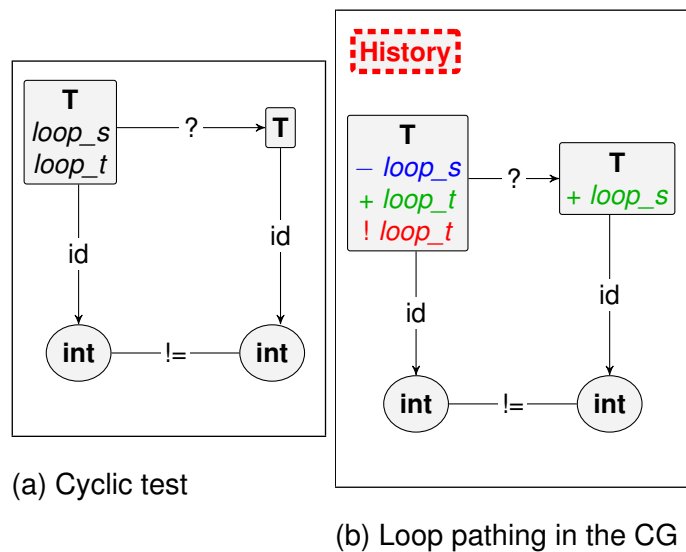 T
loop_s
loop_t
?
T
id
id
int
!=
int
(a) Cyclic test
History
T
− loop_s
+ loop_t
! loop_t
?
T
+ loop_s
id
id
int
!=
int
(b) Loop pathing in the CG